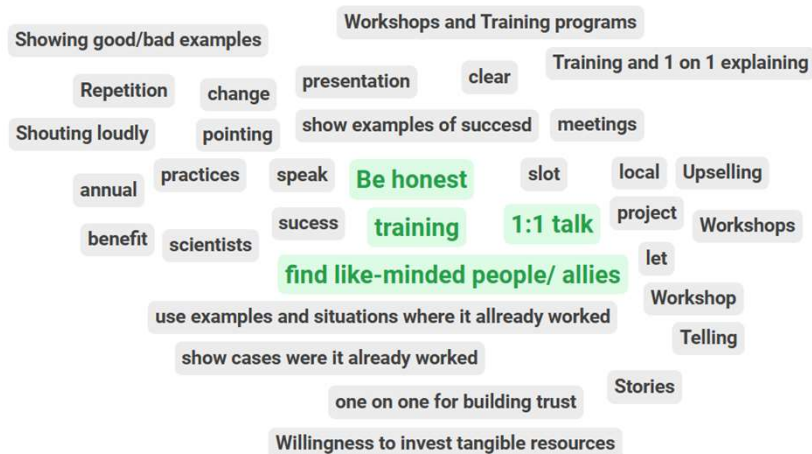 Workshops and Training programs
Showing good/bad examples
Training and 1 on 1 explaining
Repetition
change
presentation
clear
Shouting loudly
pointing
show examples of succesd
meetings
annual
practices
speak
Be honest
slot
local
Upselling
benefit
scientists
sucess
training
1:1 talk
project
Workshops
find like-minded people/ allies
let
use examples and situations where it allready worked
Workshop
show cases were it already worked
Telling
one on one for building trust
Stories
Willingness to invest tangible resources